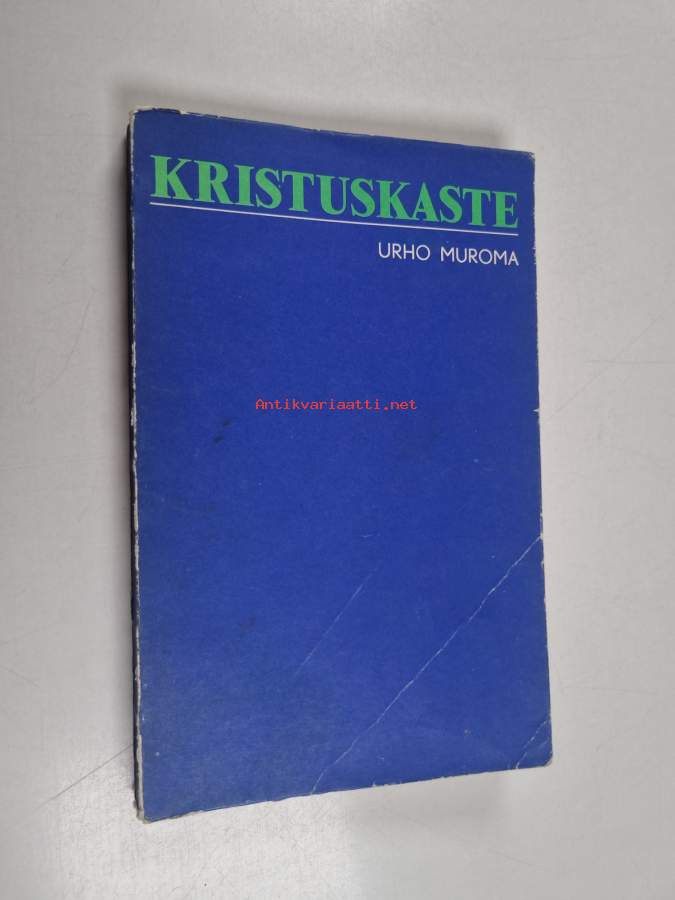 KRISTUSKASTE
URHO MUROMA
Antikvariaatti.net